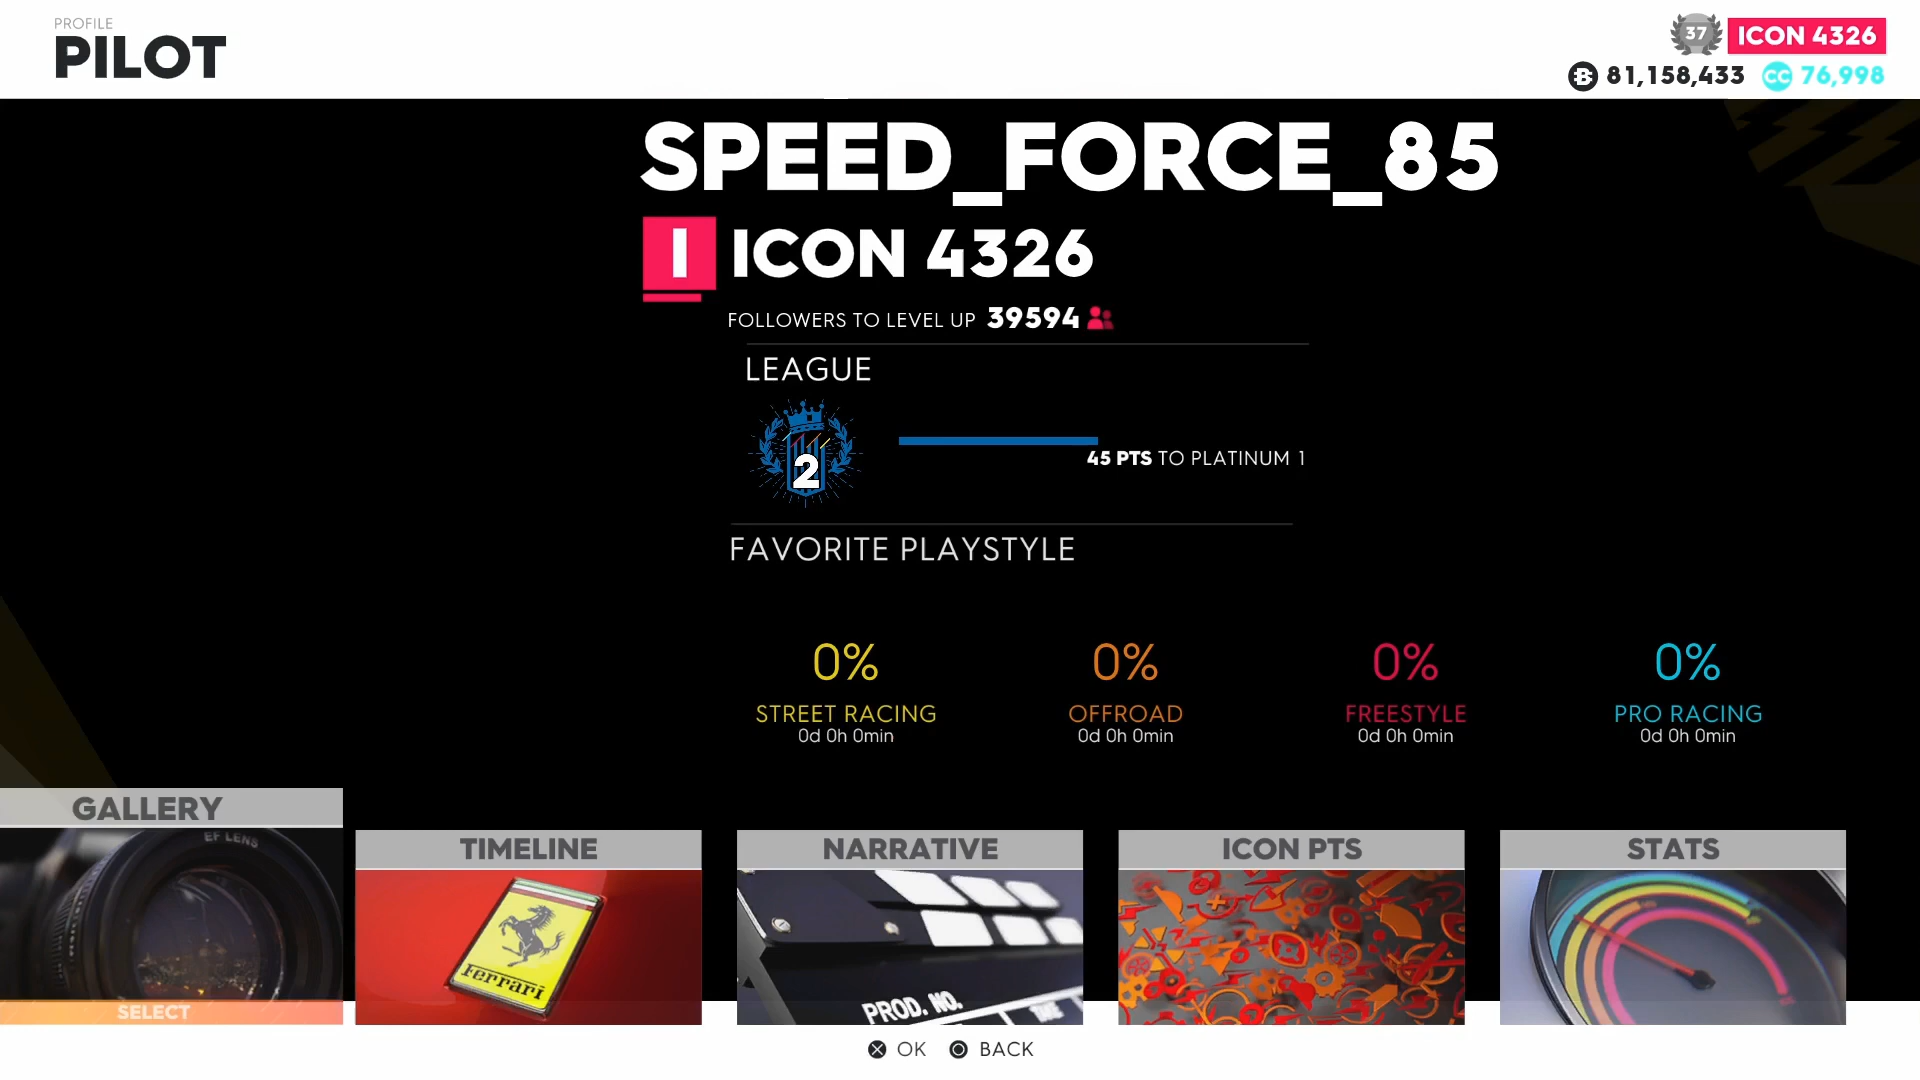 PROFILE
PILOT
37
ICON 4326
81,158,433
CC 76,998
SPEED_FORCE_85
I ICON 4326
FOLLOWERS TO LEVEL UP 39594
LEAGUE
2
45 PTS TO PLATINUM 1
FAVORITE PLAYSTYLE
0% 0% 0% 0%
STREET RACING OFFROAD FREESTYLE PRO RACING
0d 0h 0min 0d 0h 0min 0d 0h 0min 0d 0h 0min
GALLERY
EF LENS
SELECT
TIMELINE
Ferrari
NARRATIVE
PROD. NO.
TAKE
ICON PTS
STATS
OK BACK